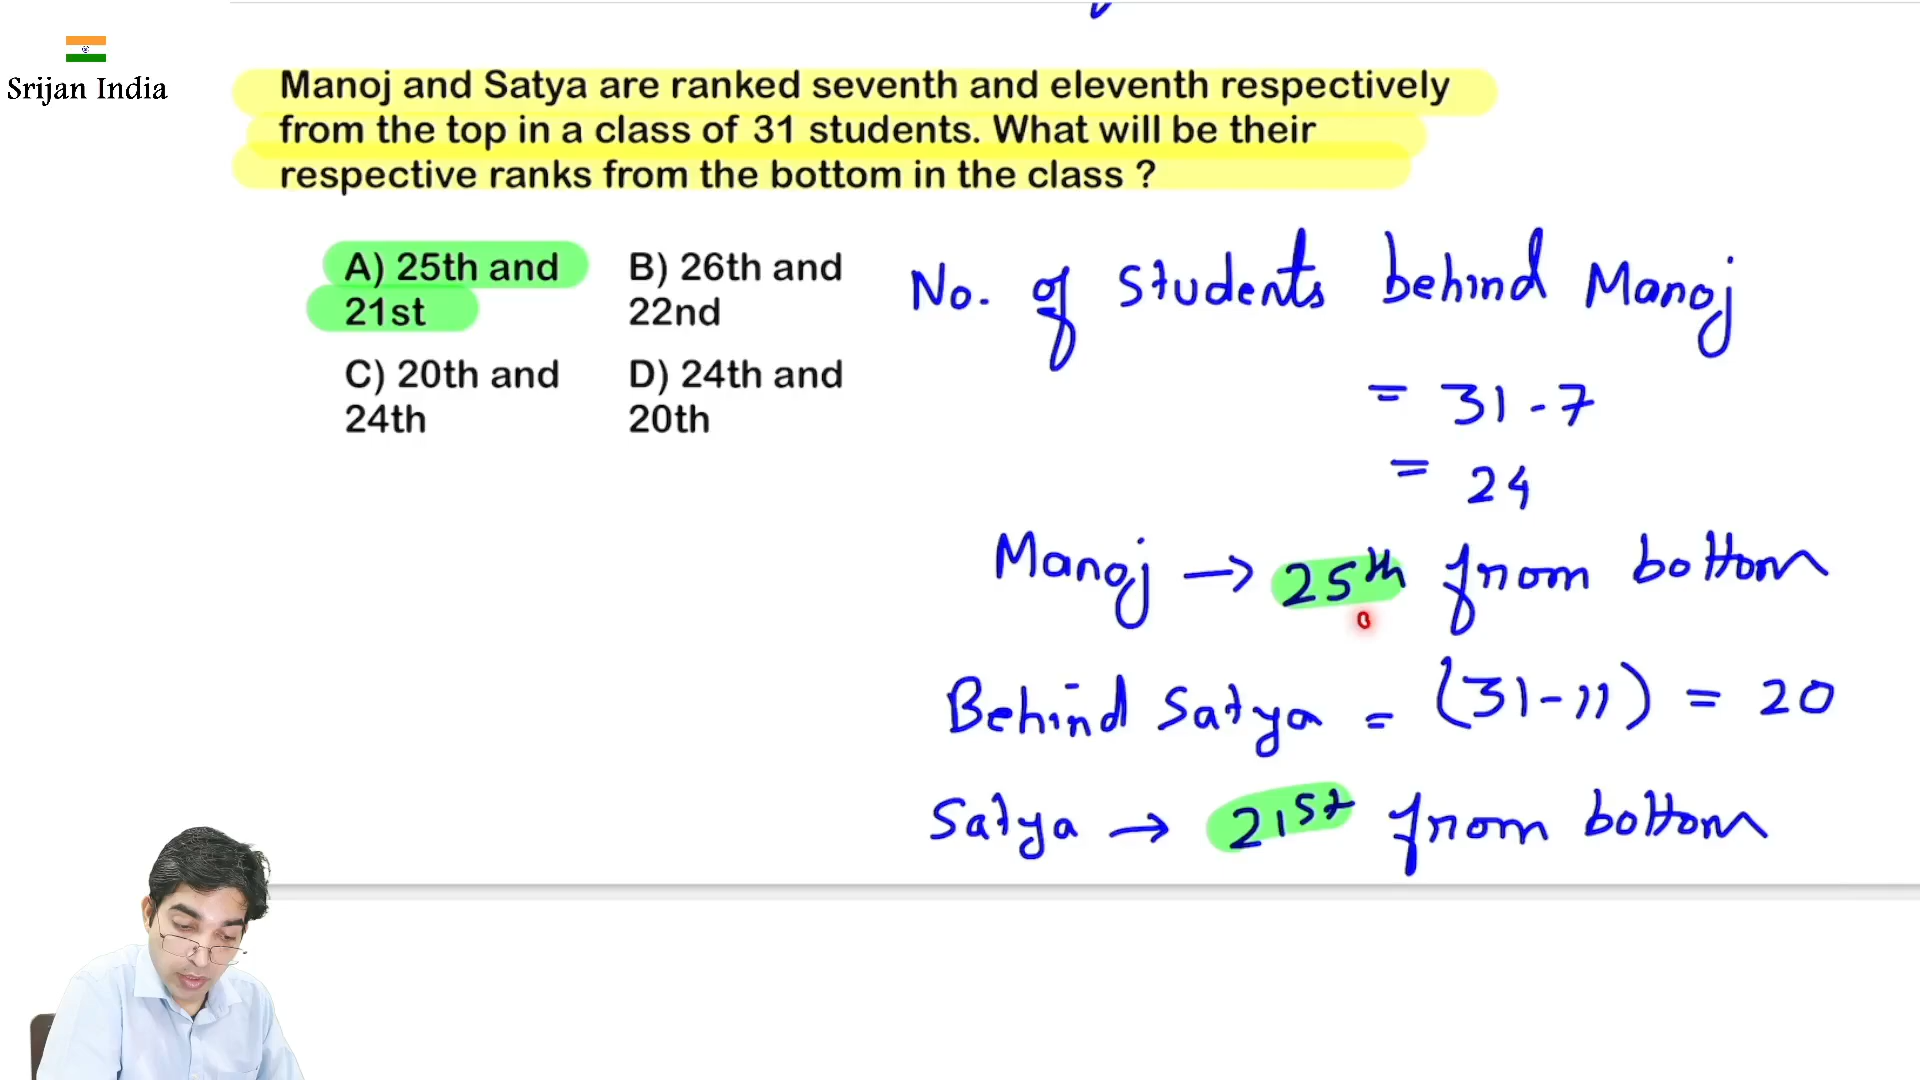 Srijan India
Manoj and Satya are ranked seventh and eleventh respectively
from the top in a class of 31 students. What will be their
respective ranks from the bottom in the class ?
A) 25th and
21st
B) 26th and
22nd
C) 20th and
24th
D) 24th and
20th
No. of students behind Manoj
= 31 - 7
= 24
Manoj → 25th from bottom
Behind Satya = (31-11) = 20
Satya → 21st from bottom